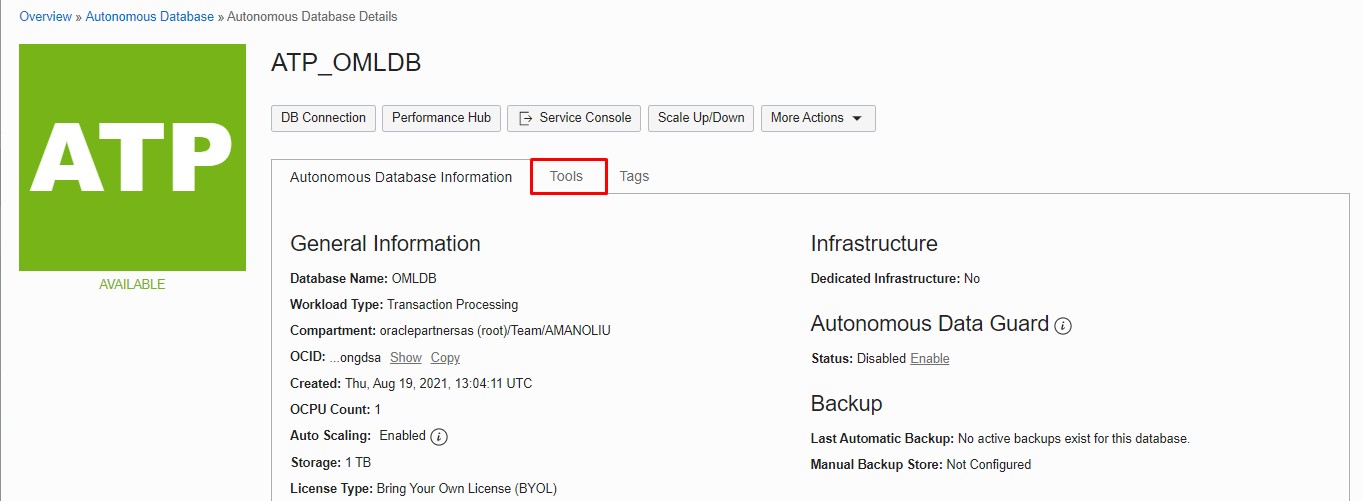 Overview » Autonomous Database » Autonomous Database Details
ATP
AVAILABLE
ATP_OMLDB
DB Connection Performance Hub Service Console Scale Up/Down More Actions
Autonomous Database Information Tools Tags
General Information
Database Name: OMLDB
Workload Type: Transaction Processing
Compartment: oraclepartnersas (root)/Team/AMANOLIU
OCID: ...ongdsa Show Copy
Created: Thu, Aug 19, 2021, 13:04:11 UTC
OCPU Count: 1
Auto Scaling: Enabled i
Storage: 1 TB
License Type: Bring Your Own License (BYOL)
Infrastructure
Dedicated Infrastructure: No
Autonomous Data Guard i
Status: Disabled Enable
Backup
Last Automatic Backup: No active backups exist for this database.
Manual Backup Store: Not Configured